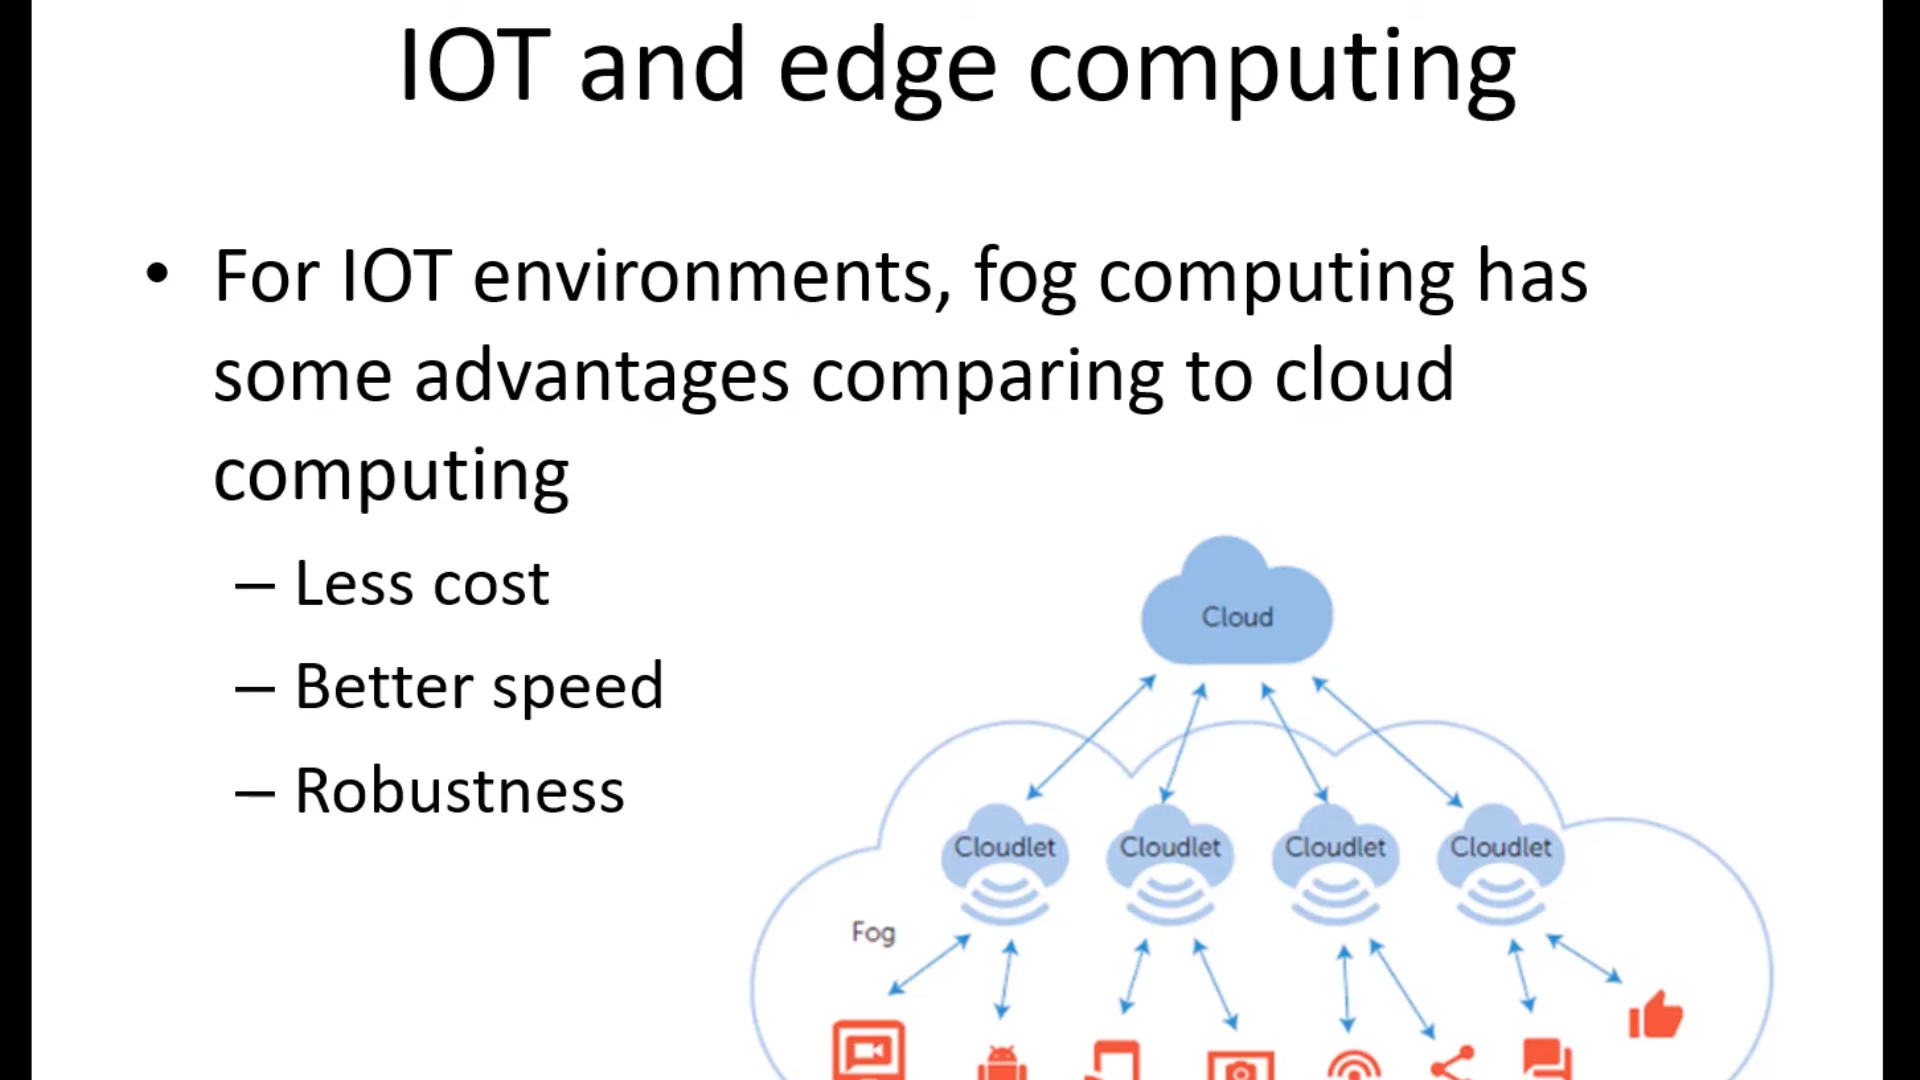 IOT and edge computing
• For IOT environments, fog computing has
some advantages comparing to cloud
computing
– Less cost
– Better speed
– Robustness
Cloud
Cloudlet Cloudlet Cloudlet Cloudlet
Fog